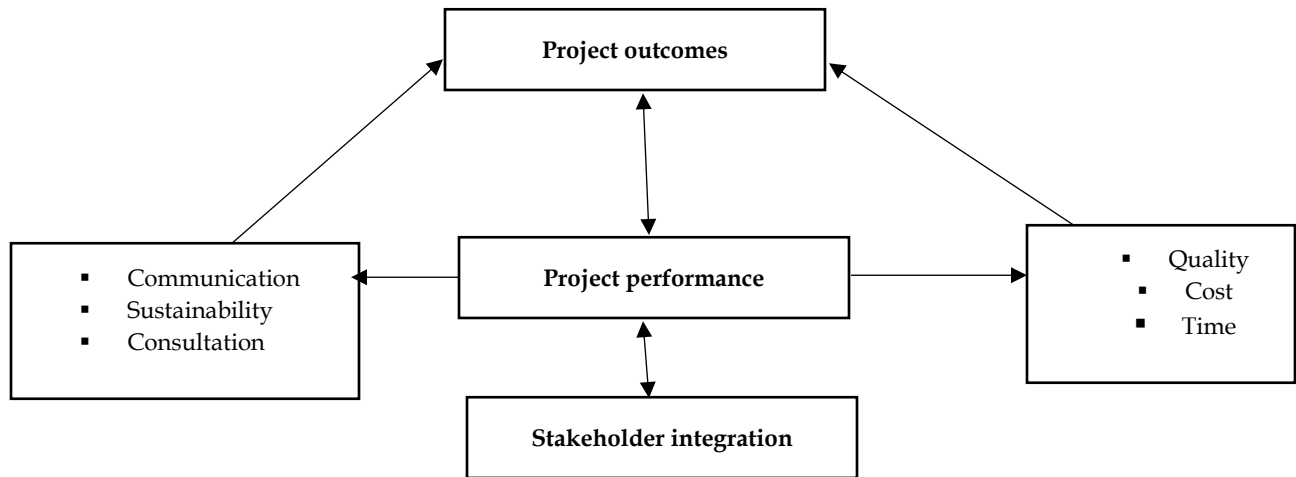 Project outcomes
▪ Communication
▪ Sustainability
▪ Consultation
Project performance
▪ Quality
▪ Cost
▪ Time
Stakeholder integration